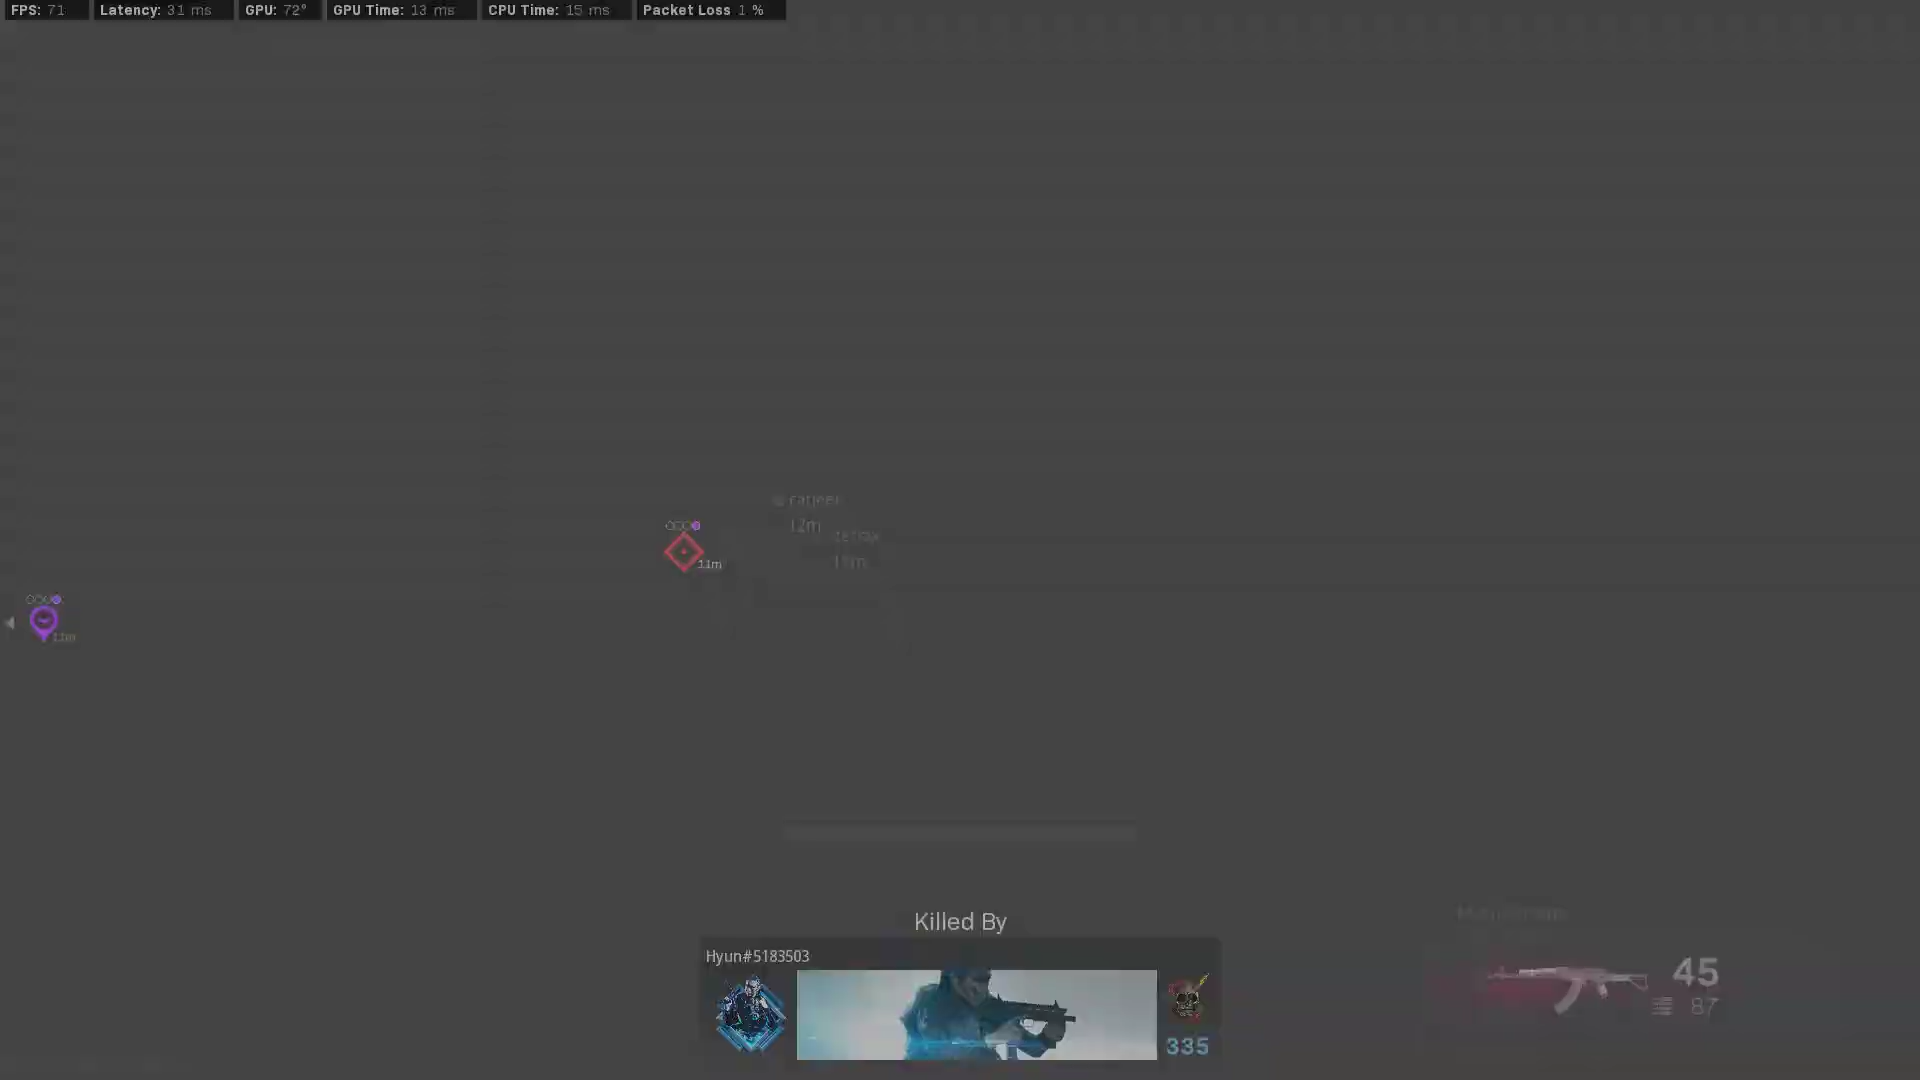 FPS: 71 Latency: 31 ms GPU: 72° GPU Time: 13 ms CPU Time: 15 ms Packet Loss 1 %
12m
11m
Killed By
Hyun#5183503
45
87
335